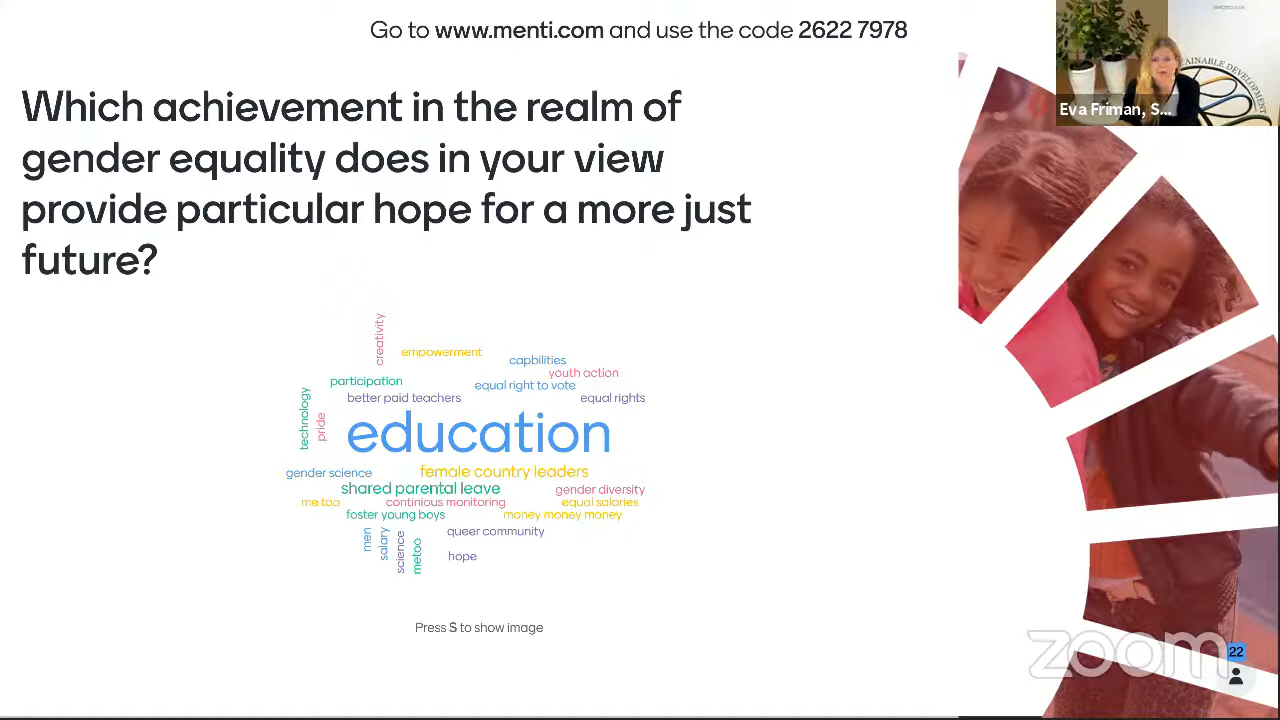 Go to www.menti.com and use the code 2622 7978
Which achievement in the realm of
gender equality does in your view
provide particular hope for a more just
future?
creativity
empowerment
capbilities
youth action
participation
equal right to vote
technology
better paid teachers
equal rights
pride
education
gender science
female country leaders
shared parental leave
gender diversity
me too
continious monitoring
equal salaries
foster young boys
money money money
men
salary
science
metoo
queer community
hope
Press S to show image
AINABLE DEVELOPMENT
Eva Friman, S...
zoom
22